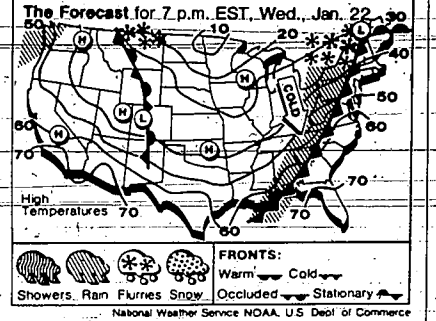 The Forecast for 7 p.m. EST, Wed., Jan. 22
50 10 20 30
H H L
40
COLD
50
H L
60 60
H H
70 70
High
Temperatures 70 60 70
FRONTS:
Warm Cold
Showers Rain Flurries Snow Occluded Stationary
National Weather Service NOAA, U.S. Dept of Commerce